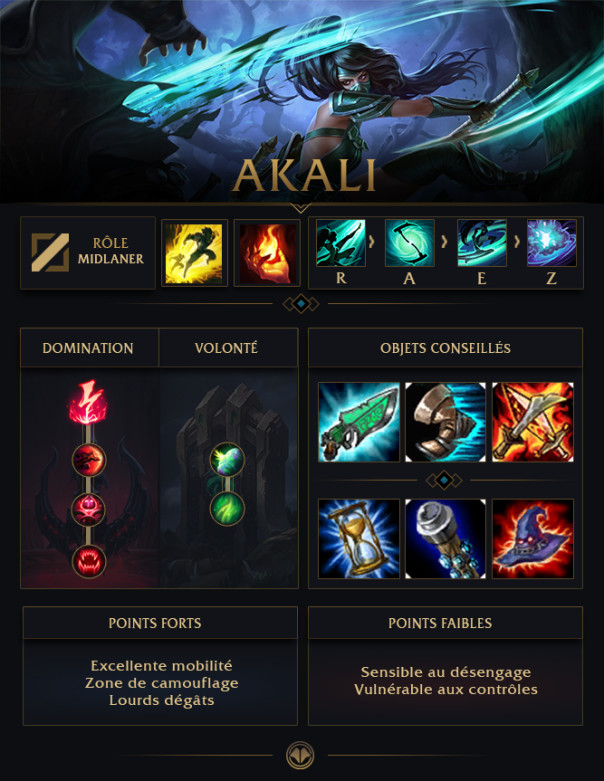 AKALI
RÔLE
MIDLANER
R
A
E
Z
DOMINATION
VOLONTÉ
OBJETS CONSEILLÉS
POINTS FORTS
Excellente mobilité
Zone de camouflage
Lourds dégâts
POINTS FAIBLES
Sensible au désengage
Vulnérable aux contrôles